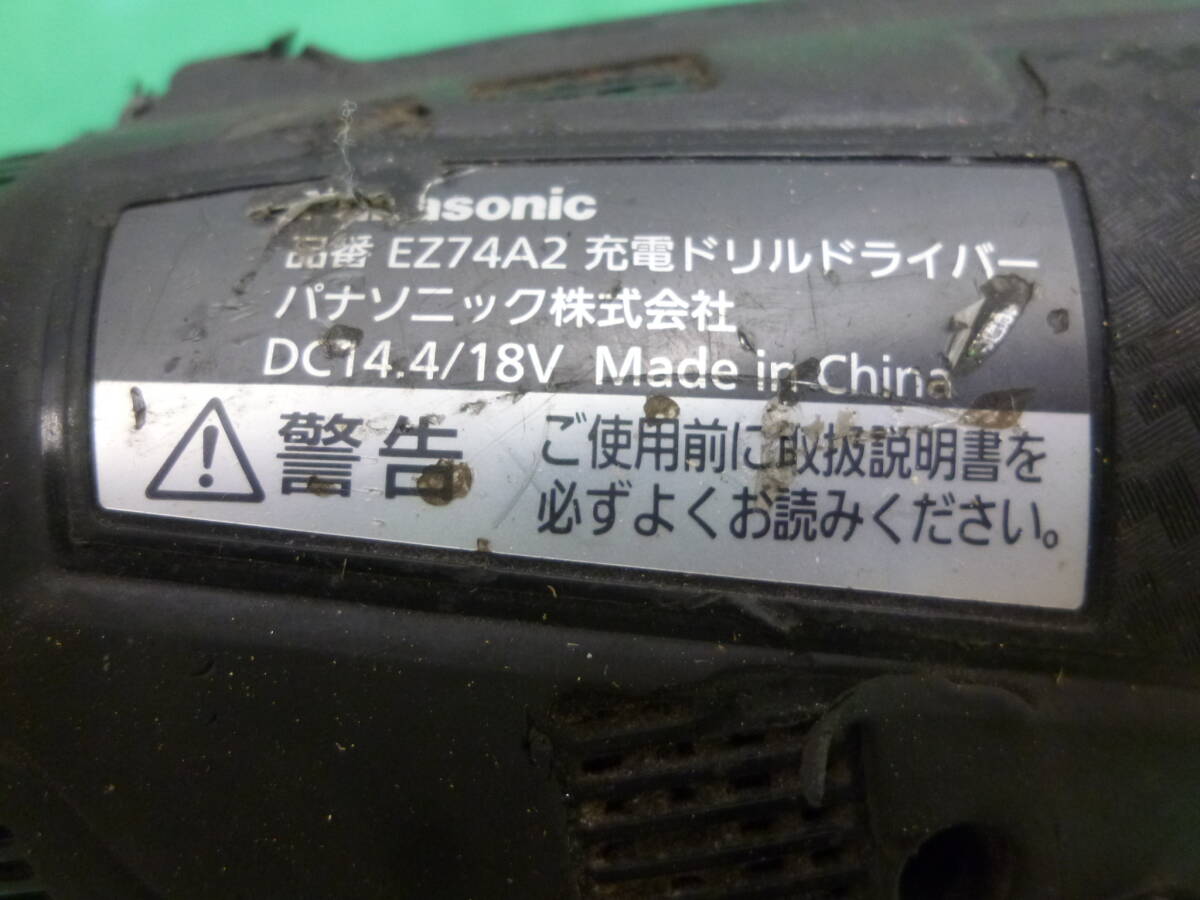 Panasonic
品番 EZ74A2 充電ドリルドライバー
パナソニック株式会社
DC14.4/18V Made in China
警告 ご使用前に取扱説明書を
必ずよくお読みください。